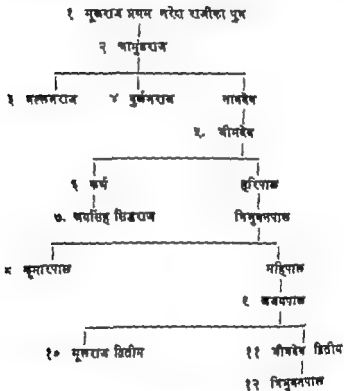 १ मूलराज प्रथम नरेश राजीका पुत्र
२ चामुंडराज
३ वल्लभराज ४ दुर्लभराज नागदेव
५. भीमदेव
६ कर्ण हरिपाल
७. जयसिंह सिद्धराज त्रिभुवनपाल
८ कुमारपाल महिपाल
९ अजयपाल
१० मूलराज द्वितीय ११ भीमदेव द्वितीय
१२ त्रिभुवनपाल